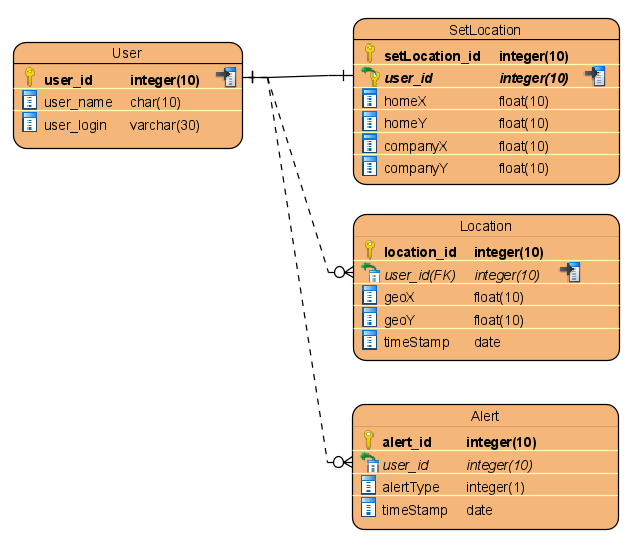 User
user_id integer(10)
user_name char(10)
user_login varchar(30)
SetLocation
setLocation_id integer(10)
user_id integer(10)
homeX float(10)
homeY float(10)
companyX float(10)
companyY float(10)
Location
location_id integer(10)
user_id(FK) integer(10)
geoX float(10)
geoY float(10)
timeStamp date
Alert
alert_id integer(10)
user_id integer(10)
alertType integer(1)
timeStamp date